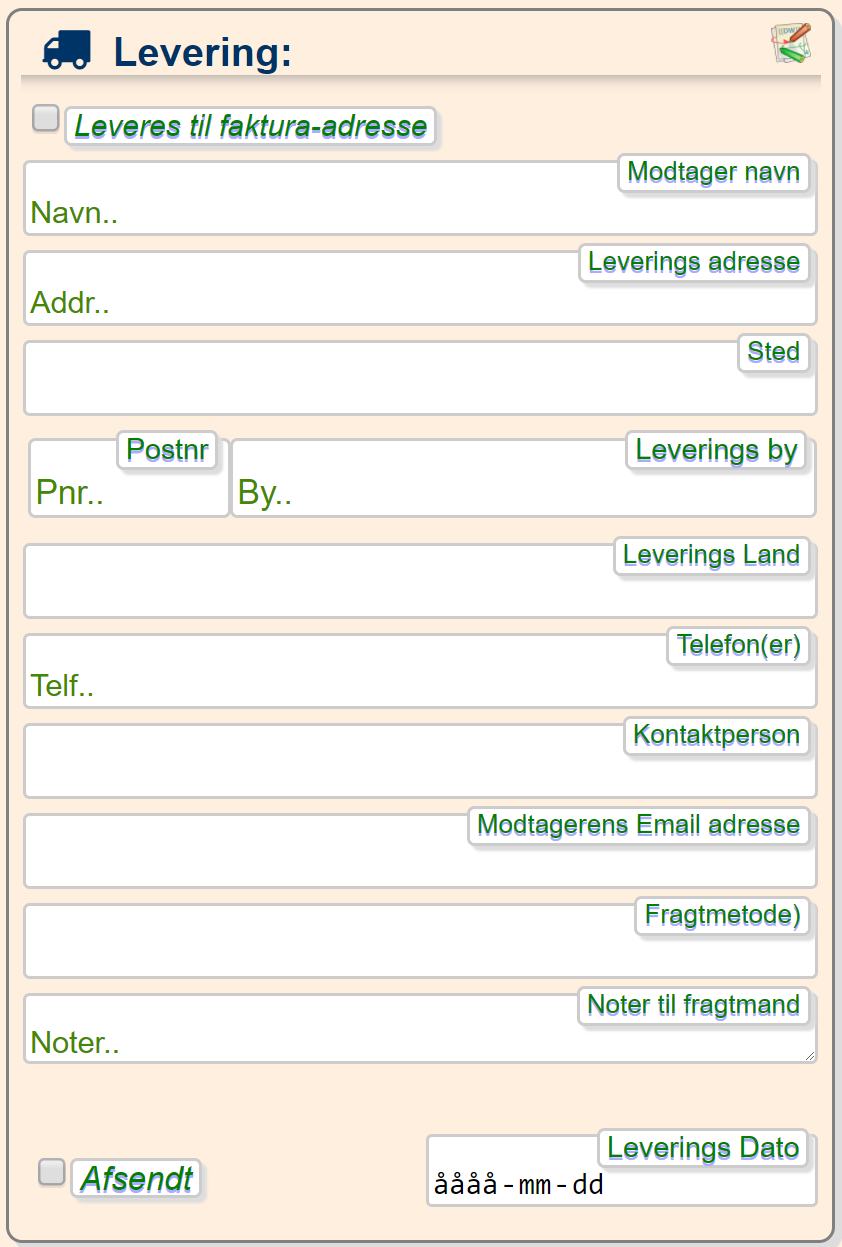 Levering:
Leveres til faktura-adresse
Modtager navn
Navn..
Leverings adresse
Addr..
Sted
Postnr
Pnr..
Leverings by
By..
Leverings Land
Telefon(er)
Telf..
Kontaktperson
Modtagerens Email adresse
Fragtmetode)
Noter til fragtmand
Noter..
Afsendt
Leverings Dato
åååå-mm-dd